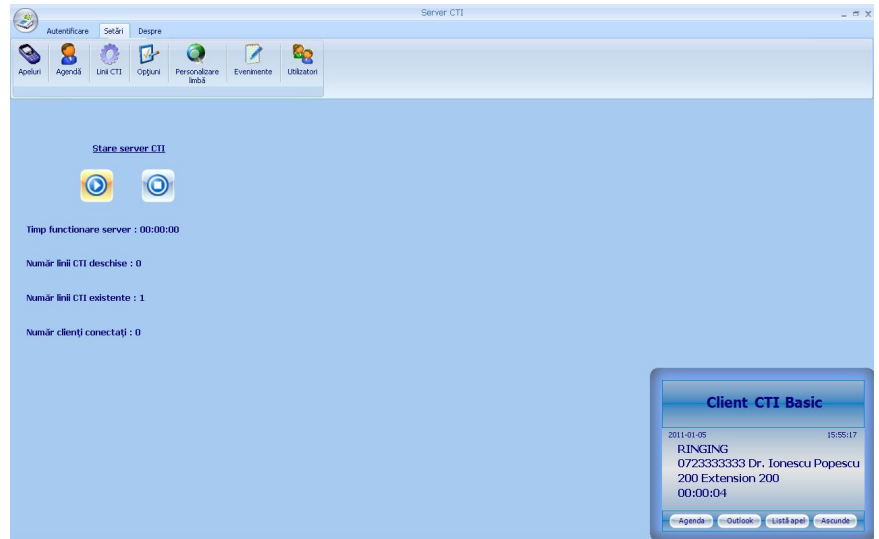 Server CTI
Autentificare Setări Despre
Apeluri Agendă Linii CTI Opţiuni Personalizare limbă Evenimente Utilizatori
Stare server CTI
Timp functionare server : 00:00:00
Număr linii CTI deschise : 0
Număr linii CTI existente : 1
Număr clienţi conectaţi : 0
Client CTI Basic
2011-01-05 15:55:17
RINGING
0723333333 Dr. Ionescu Popescu
200 Extension 200
00:00:04
Agenda Outlook Listă apel Ascunde